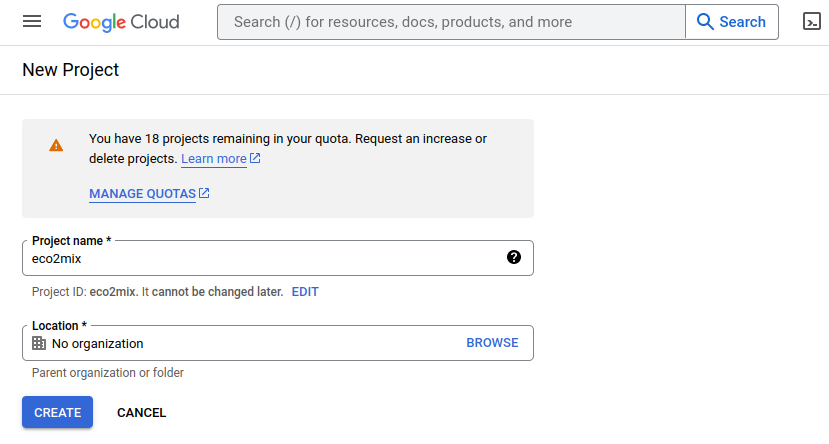 Google Cloud
Search (/) for resources, docs, products, and more
Search
New Project
You have 18 projects remaining in your quota. Request an increase or
delete projects. Learn more
MANAGE QUOTAS
Project name *
eco2mix
Project ID: eco2mix. It cannot be changed later. EDIT
Location *
No organization
BROWSE
Parent organization or folder
CREATE
CANCEL